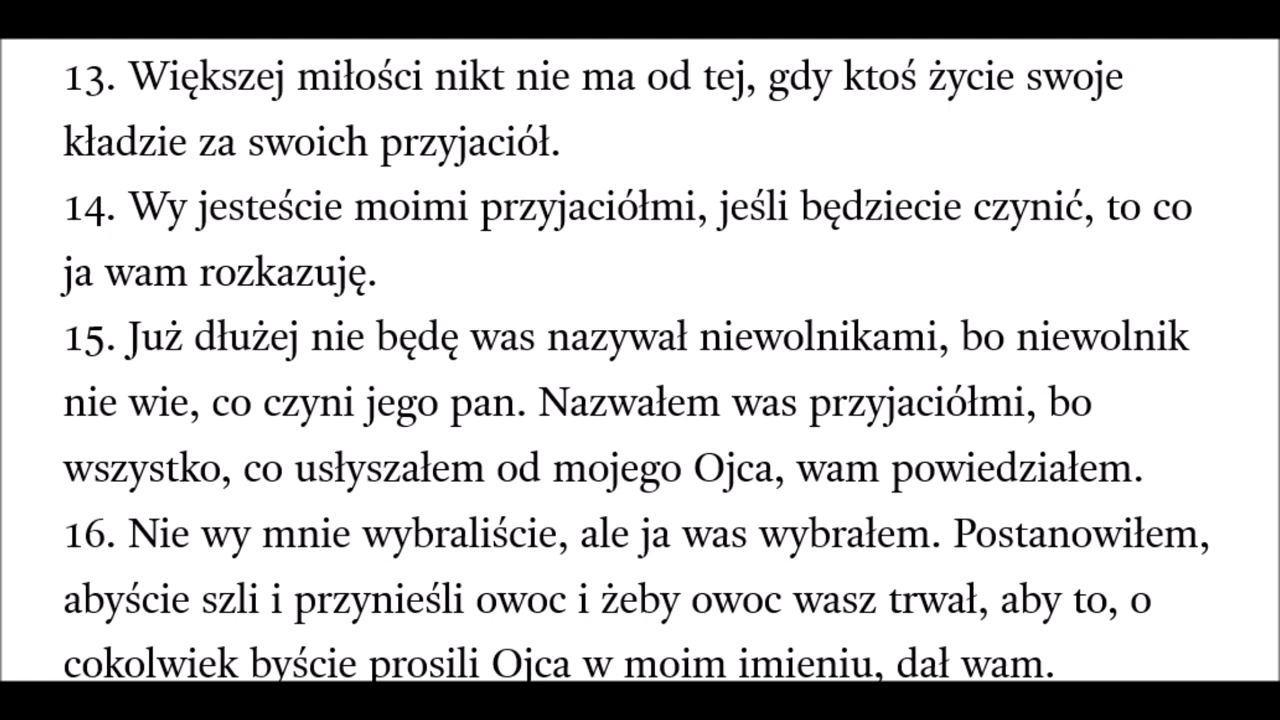 13. Większej miłości nikt nie ma od tej, gdy ktoś życie swoje
kładzie za swoich przyjaciół.
14. Wy jesteście moimi przyjaciółmi, jeśli będziecie czynić, to co
ja wam rozkazuję.
15. Już dłużej nie będę was nazywał niewolnikami, bo niewolnik
nie wie, co czyni jego pan. Nazwałem was przyjaciółmi, bo
wszystko, co usłyszałem od mojego Ojca, wam powiedziałem.
16. Nie wy mnie wybraliście, ale ja was wybrałem. Postanowiłem,
abyście szli i przynieśli owoc i żeby owoc wasz trwał, aby to, o
cokolwiek byście prosili Ojca w moim imieniu, dał wam.